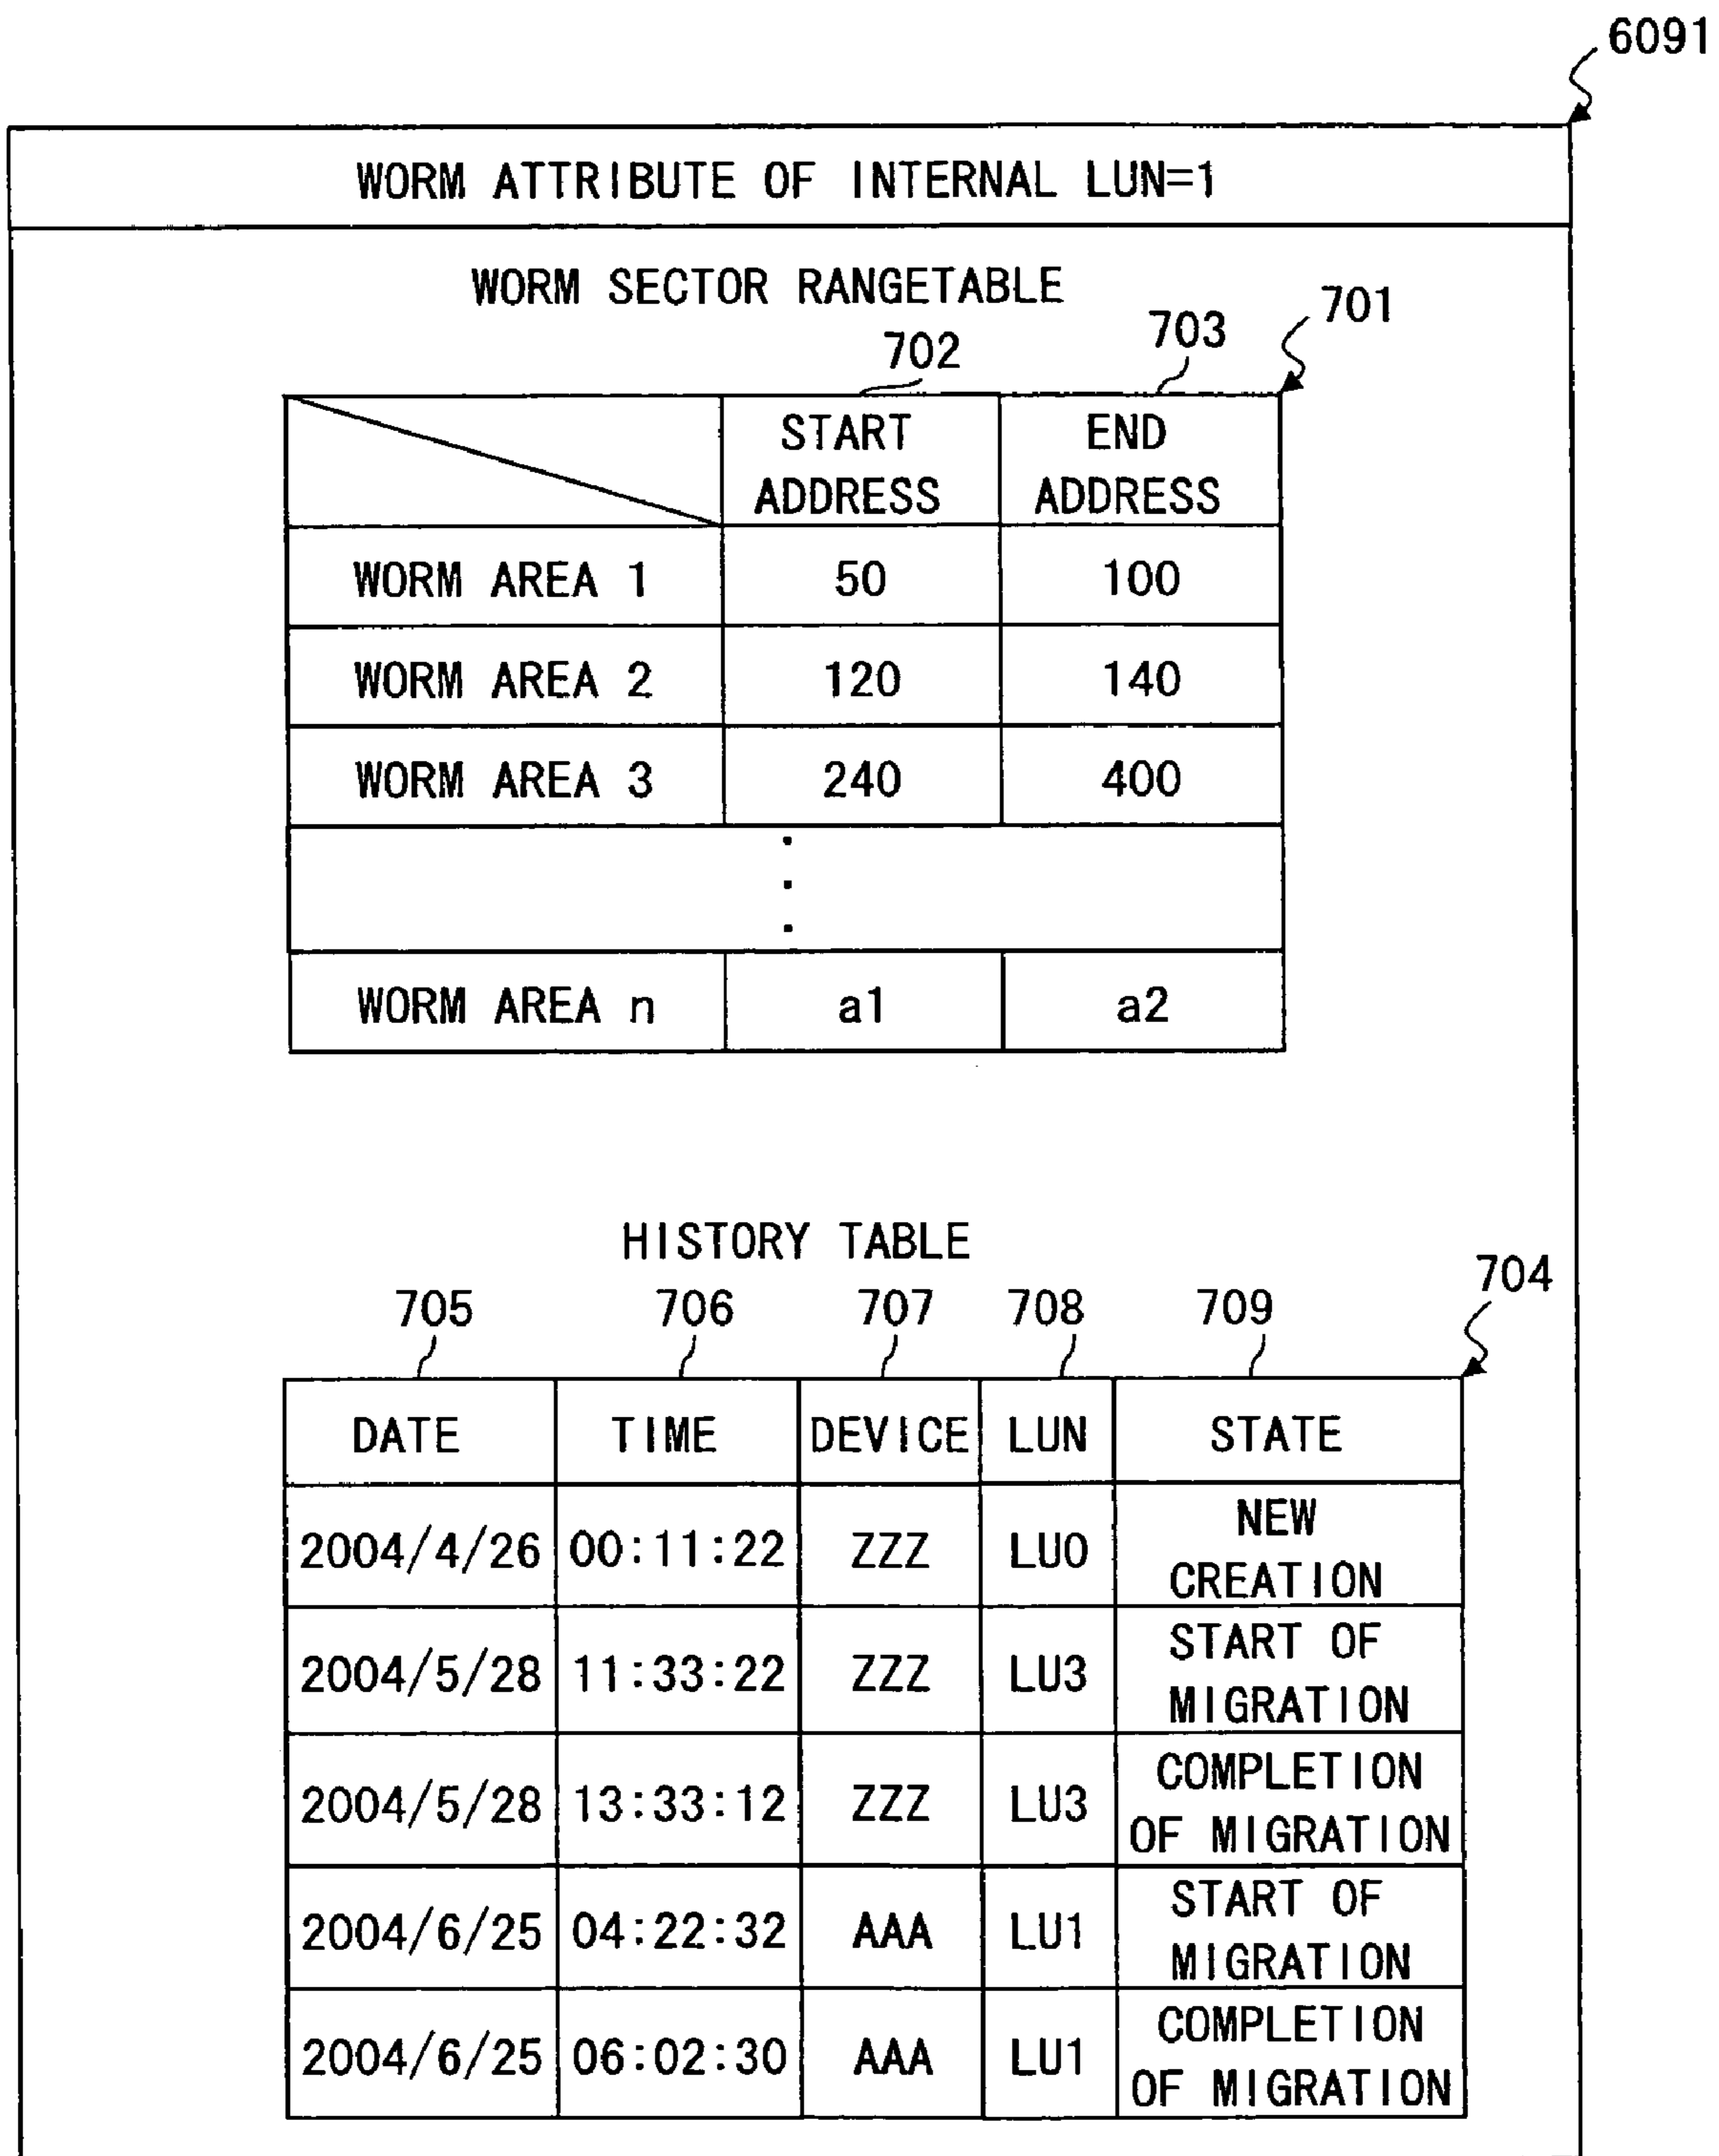 6091
WORM ATTRIBUTE OF INTERNAL LUN=1
WORM SECTOR RANGETABLE
701
702
703
START ADDRESS
END ADDRESS
WORM AREA 1 50 100
WORM AREA 2 120 140
WORM AREA 3 240 400
WORM AREA n a1 a2
HISTORY TABLE
704
705 706 707 708 709
DATE TIME DEVICE LUN STATE
2004/4/26 00:11:22 ZZZ LU0 NEW CREATION
2004/5/28 11:33:22 ZZZ LU3 START OF MIGRATION
2004/5/28 13:33:12 ZZZ LU3 COMPLETION OF MIGRATION
2004/6/25 04:22:32 AAA LU1 START OF MIGRATION
2004/6/25 06:02:30 AAA LU1 COMPLETION OF MIGRATION